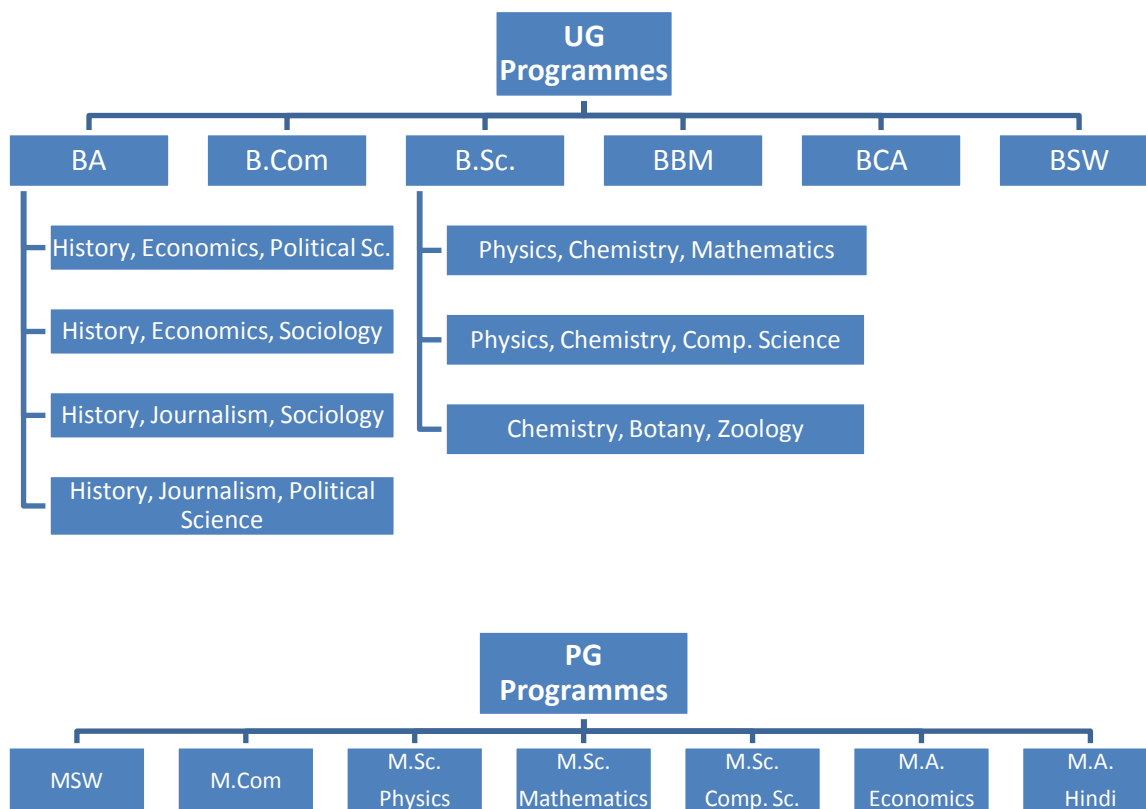 UG
Programmes
BA
B.Com
B.Sc.
BBM
BCA
BSW
History, Economics, Political Sc.
History, Economics, Sociology
History, Journalism, Sociology
History, Journalism, Political
Science
Physics, Chemistry, Mathematics
Physics, Chemistry, Comp. Science
Chemistry, Botany, Zoology
PG
Programmes
MSW
M.Com
M.Sc.
Physics
M.Sc.
Mathematics
M.Sc.
Comp. Sc.
M.A.
Economics
M.A.
Hindi